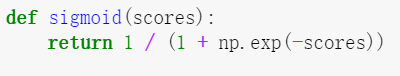 def sigmoid(scores):
    return 1 / (1 + np.exp(-scores))